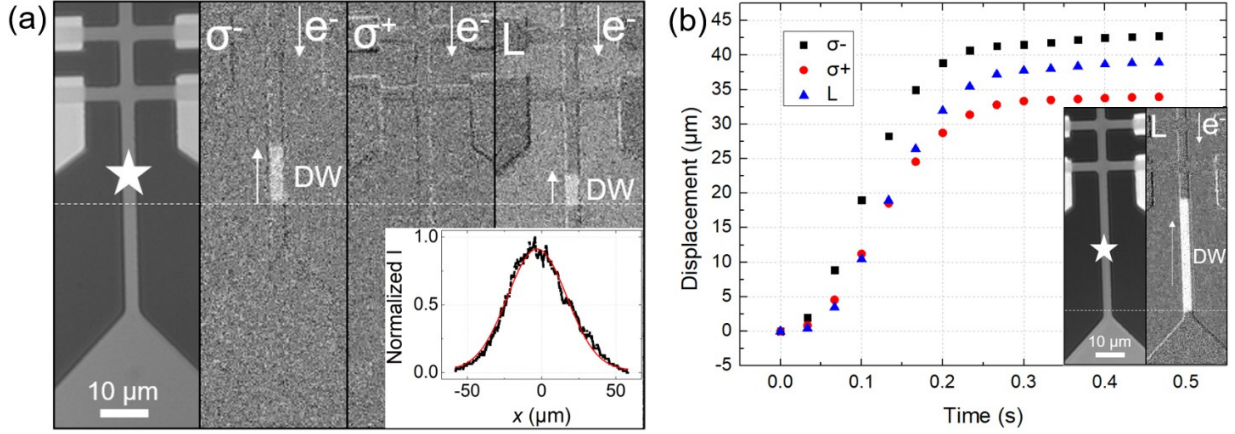 (a)
σ- e-
σ+ e-
L e-
DW
DW
10 µm
Normalized I
1.0
0.5
0.0
-50 0 50
x (µm)
(b)
Displacement (µm)
45
40
35
30
25
20
15
10
5
0
-5
σ-
σ+
L
L e-
DW
10 µm
0.0 0.1 0.2 0.3 0.4 0.5
Time (s)